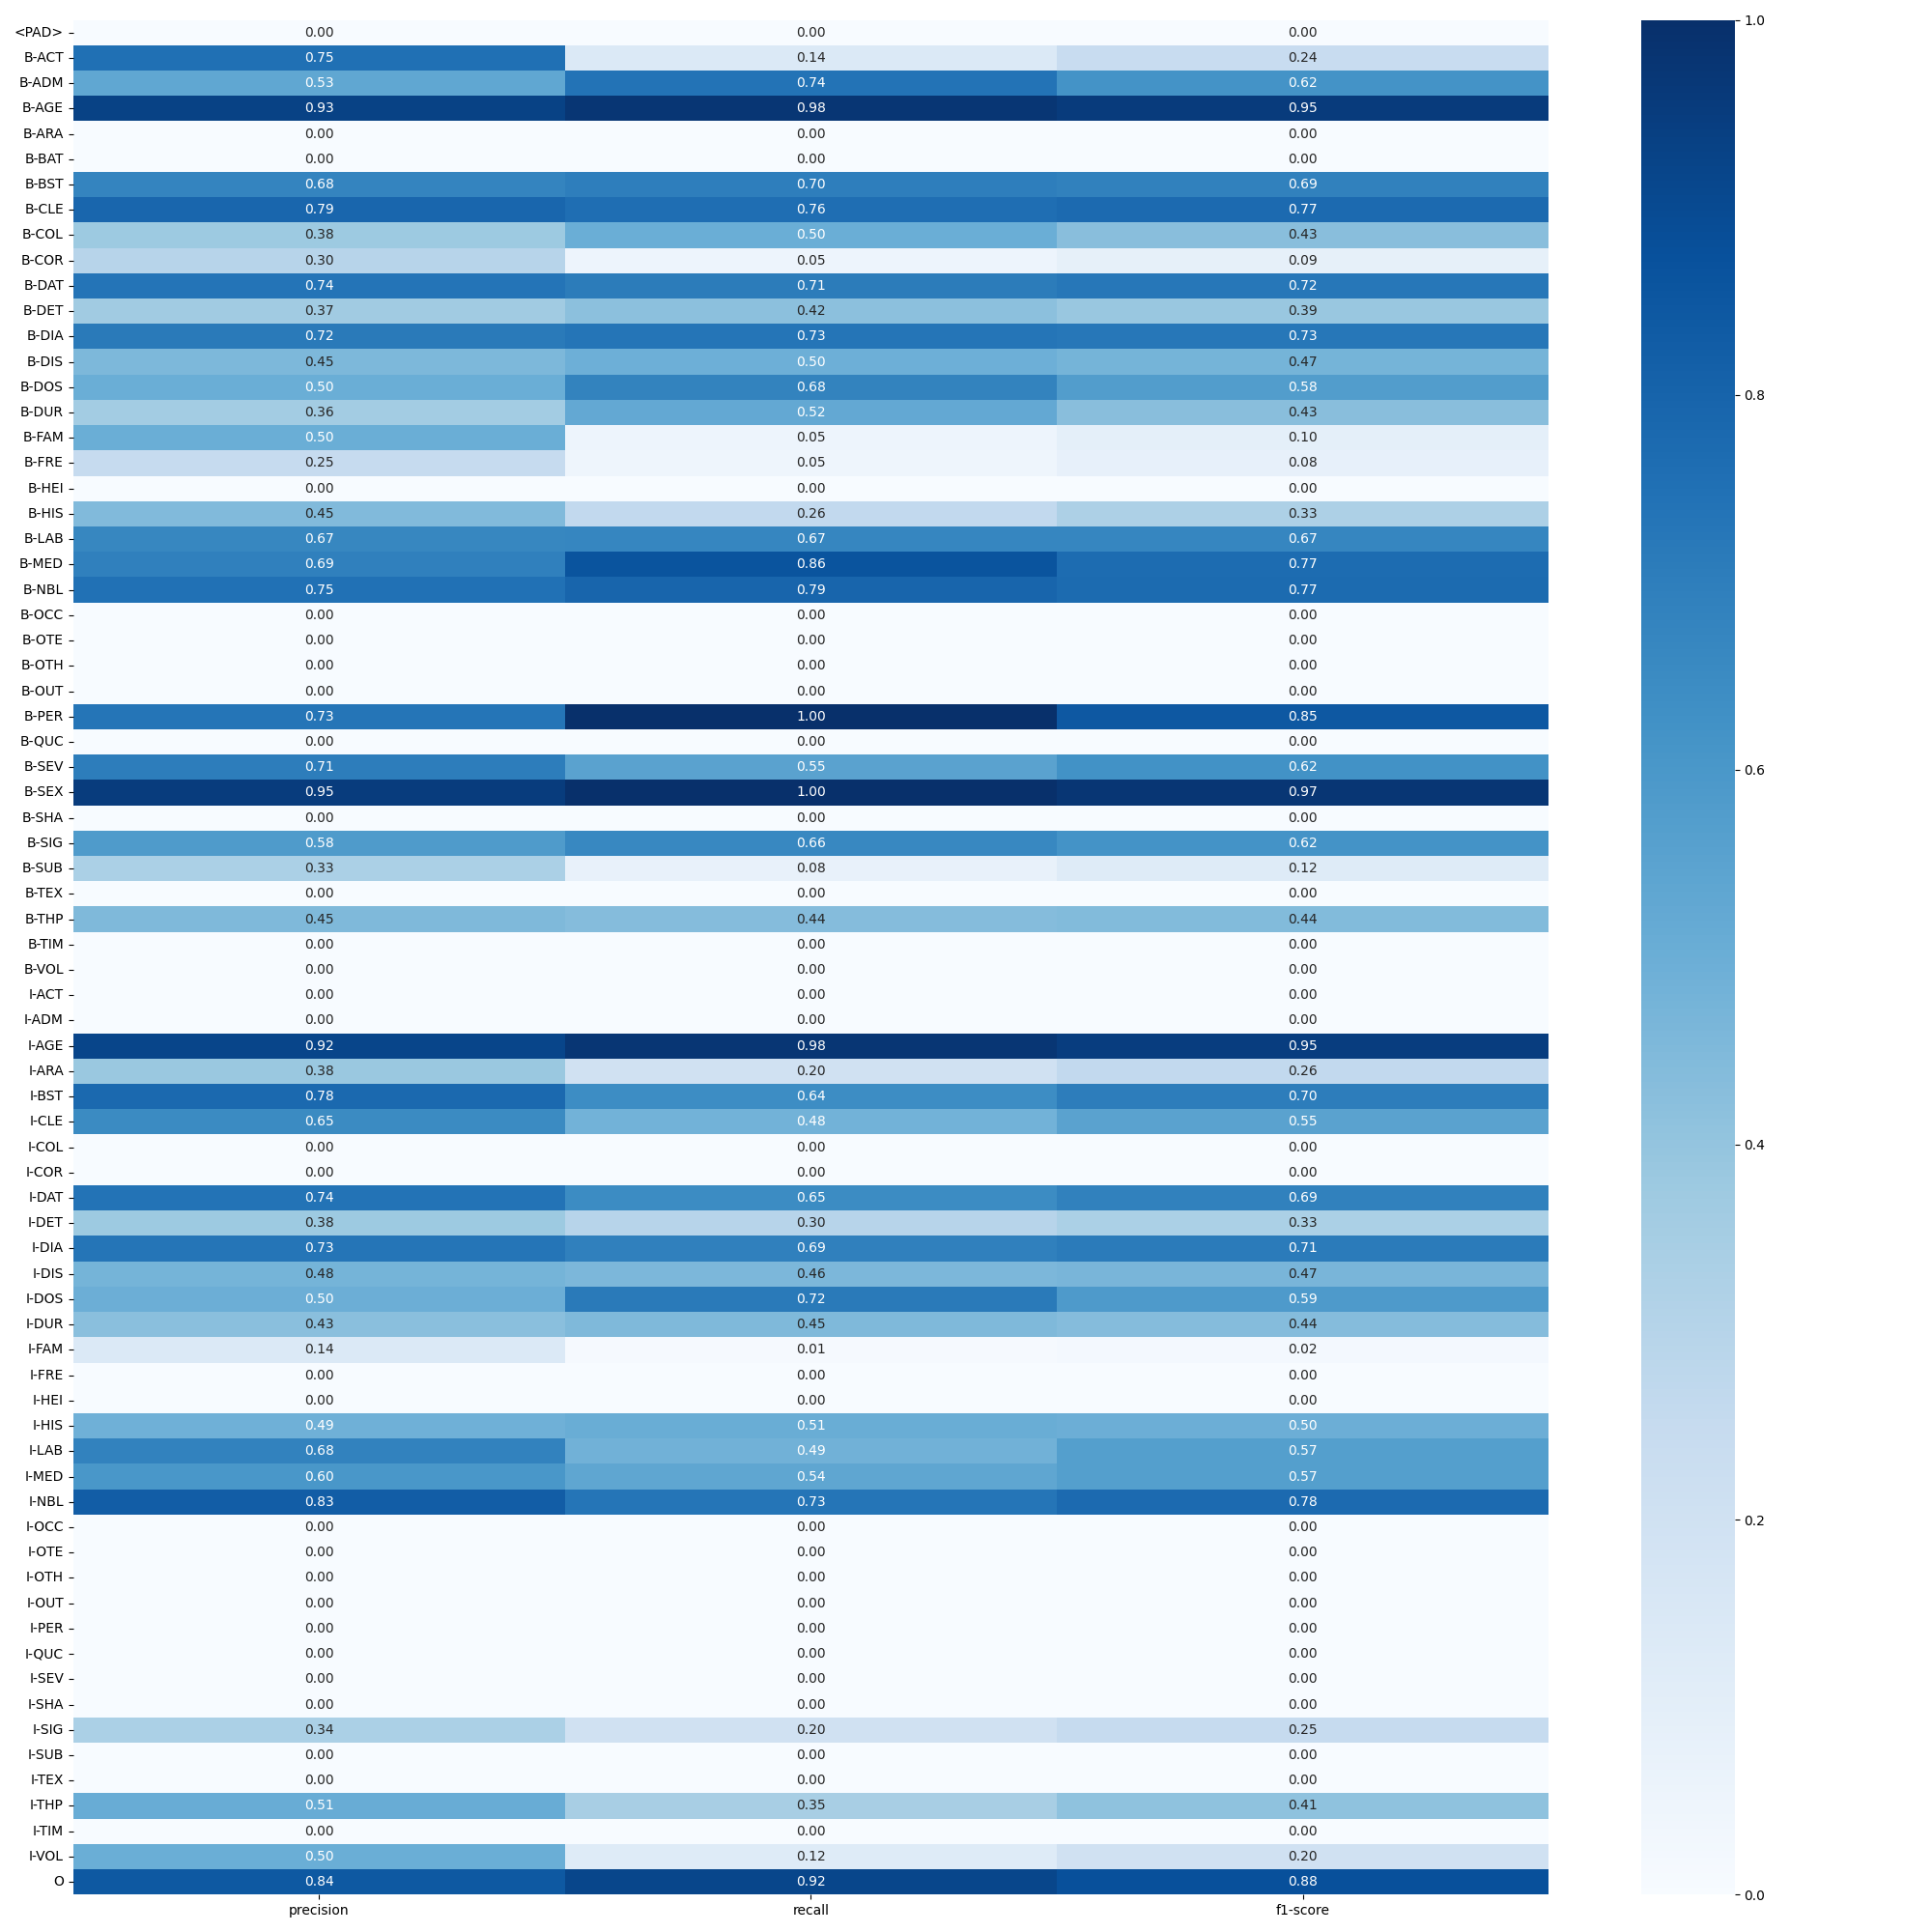 <PAD> 0.00 0.00 0.00 1.0
B-ACT 0.75 0.14 0.24
B-ADM 0.53 0.74 0.62
B-AGE 0.93 0.98 0.95
B-ARA 0.00 0.00 0.00
B-BAT 0.00 0.00 0.00
B-BST 0.68 0.70 0.69
B-CLE 0.79 0.76 0.77
B-COL 0.38 0.50 0.43
B-COR 0.30 0.05 0.09
B-DAT 0.74 0.71 0.72
B-DET 0.37 0.42 0.39
B-DIA 0.72 0.73 0.73
B-DIS 0.45 0.50 0.47
B-DOS 0.50 0.68 0.58 0.8
B-DUR 0.36 0.52 0.43
B-FAM 0.50 0.05 0.10
B-FRE 0.25 0.05 0.08
B-HEI 0.00 0.00 0.00
B-HIS 0.45 0.26 0.33
B-LAB 0.67 0.67 0.67
B-MED 0.69 0.86 0.77
B-NBL 0.75 0.79 0.77
B-OCC 0.00 0.00 0.00
B-OTE 0.00 0.00 0.00
B-OTH 0.00 0.00 0.00
B-OUT 0.00 0.00 0.00
B-PER 0.73 1.00 0.85
B-QUC 0.00 0.00 0.00
B-SEV 0.71 0.55 0.62 0.6
B-SEX 0.95 1.00 0.97
B-SHA 0.00 0.00 0.00
B-SIG 0.58 0.66 0.62
B-SUB 0.33 0.08 0.12
B-TEX 0.00 0.00 0.00
B-THP 0.45 0.44 0.44
B-TIM 0.00 0.00 0.00
B-VOL 0.00 0.00 0.00
I-ACT 0.00 0.00 0.00
I-ADM 0.00 0.00 0.00
I-AGE 0.92 0.98 0.95
I-ARA 0.38 0.20 0.26
I-BST 0.78 0.64 0.70
I-CLE 0.65 0.48 0.55
I-COL 0.00 0.00 0.00 0.4
I-COR 0.00 0.00 0.00
I-DAT 0.74 0.65 0.69
I-DET 0.38 0.30 0.33
I-DIA 0.73 0.69 0.71
I-DIS 0.48 0.46 0.47
I-DOS 0.50 0.72 0.59
I-DUR 0.43 0.45 0.44
I-FAM 0.14 0.01 0.02
I-FRE 0.00 0.00 0.00
I-HEI 0.00 0.00 0.00
I-HIS 0.49 0.51 0.50
I-LAB 0.68 0.49 0.57
I-MED 0.60 0.54 0.57
I-NBL 0.83 0.73 0.78
I-OCC 0.00 0.00 0.00 0.2
I-OTE 0.00 0.00 0.00
I-OTH 0.00 0.00 0.00
I-OUT 0.00 0.00 0.00
I-PER 0.00 0.00 0.00
I-QUC 0.00 0.00 0.00
I-SEV 0.00 0.00 0.00
I-SHA 0.00 0.00 0.00
I-SIG 0.34 0.20 0.25
I-SUB 0.00 0.00 0.00
I-TEX 0.00 0.00 0.00
I-THP 0.51 0.35 0.41
I-TIM 0.00 0.00 0.00
I-VOL 0.50 0.12 0.20
O 0.84 0.92 0.88 0.0
precision recall f1-score